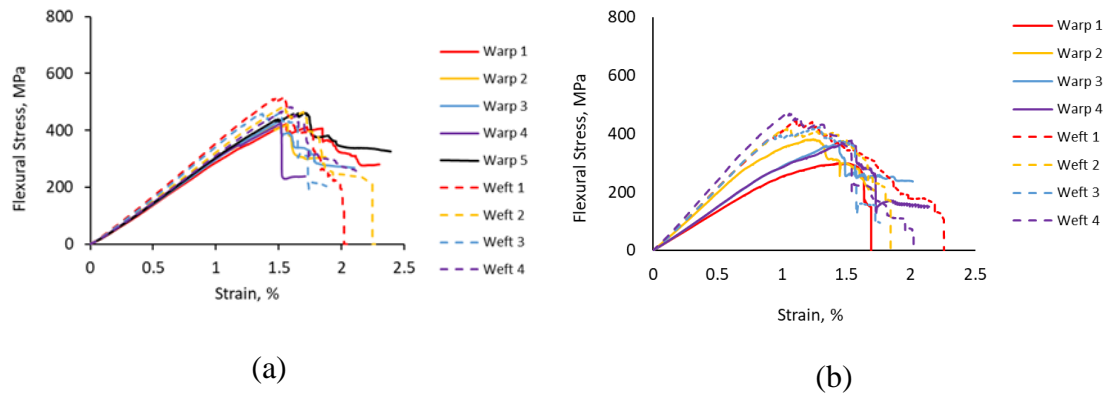 800
600
400
200
0
Flexural Stress, MPa
0 0.5 1 1.5 2 2.5
Strain, %
Warp 1
Warp 2
Warp 3
Warp 4
Warp 5
Weft 1
Weft 2
Weft 3
Weft 4
(a)
800
600
400
200
0
Flexural Stress, MPa
0 0.5 1 1.5 2 2.5
Strain, %
Warp 1
Warp 2
Warp 3
Warp 4
Weft 1
Weft 2
Weft 3
Weft 4
(b)